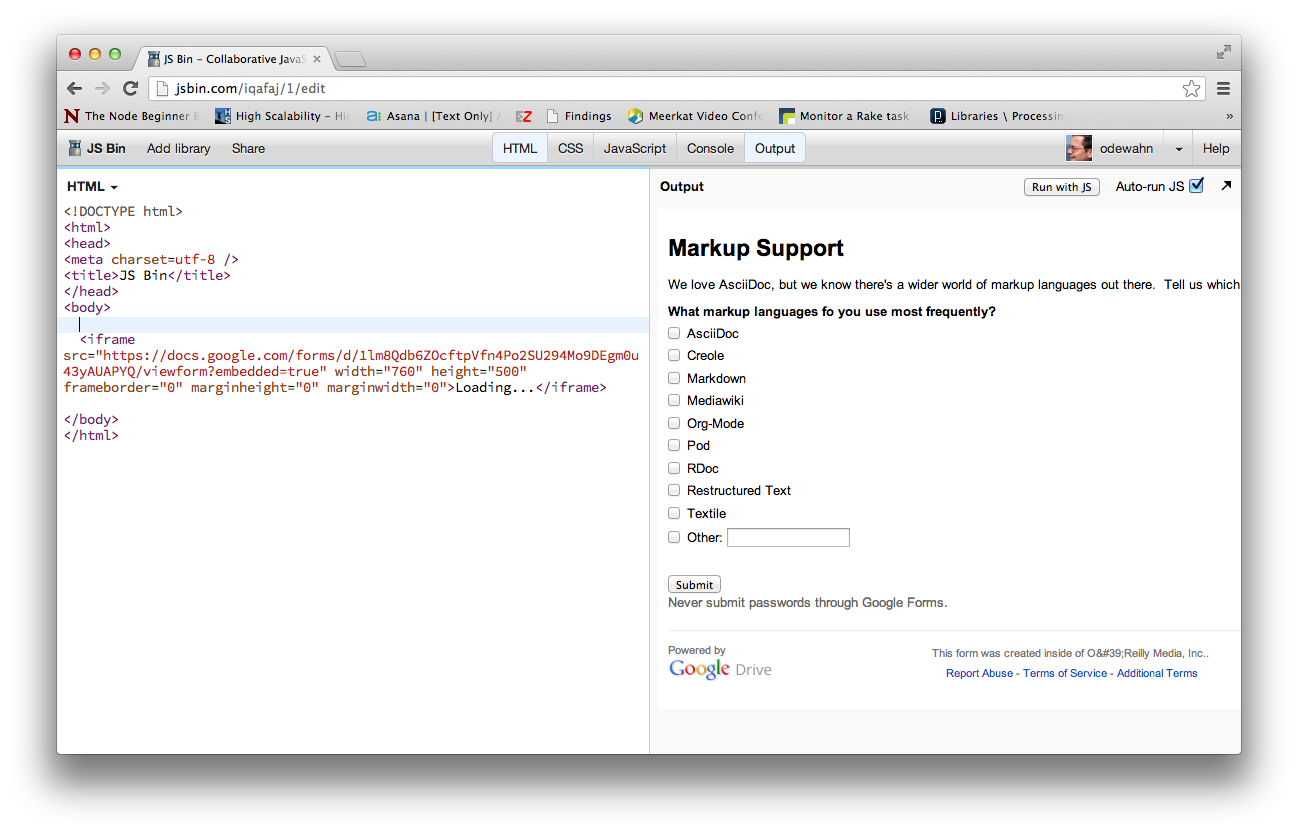 JS Bin – Collaborative JavaS
jsbin.com/iqafaj/1/edit
The Node Beginner B High Scalability – Hig Asana | [Text Only] A EZ Findings Meerkat Video Confe Monitor a Rake task Libraries \ Processin »
JS Bin Add library Share HTML CSS JavaScript Console Output odewahn Help
HTML
<!DOCTYPE html>
<html>
<head>
<meta charset=utf-8 />
<title>JS Bin</title>
</head>
<body>
<iframe
src="https://docs.google.com/forms/d/1lm8Qdb6ZOcftpVfn4Po2SU294Mo9DEgm0u
43yAUAPYQ/viewform?embedded=true" width="760" height="500"
frameborder="0" marginheight="0" marginwidth="0">Loading...</iframe>
</body>
</html>
Output Run with JS Auto-run JS
Markup Support
We love AsciiDoc, but we know there's a wider world of markup languages out there. Tell us which
What markup languages fo you use most frequently?
AsciiDoc
Creole
Markdown
Mediawiki
Org-Mode
Pod
RDoc
Restructured Text
Textile
Other:
Submit
Never submit passwords through Google Forms.
Powered by
Google Drive
This form was created inside of O&#39;Reilly Media, Inc..
Report Abuse - Terms of Service - Additional Terms